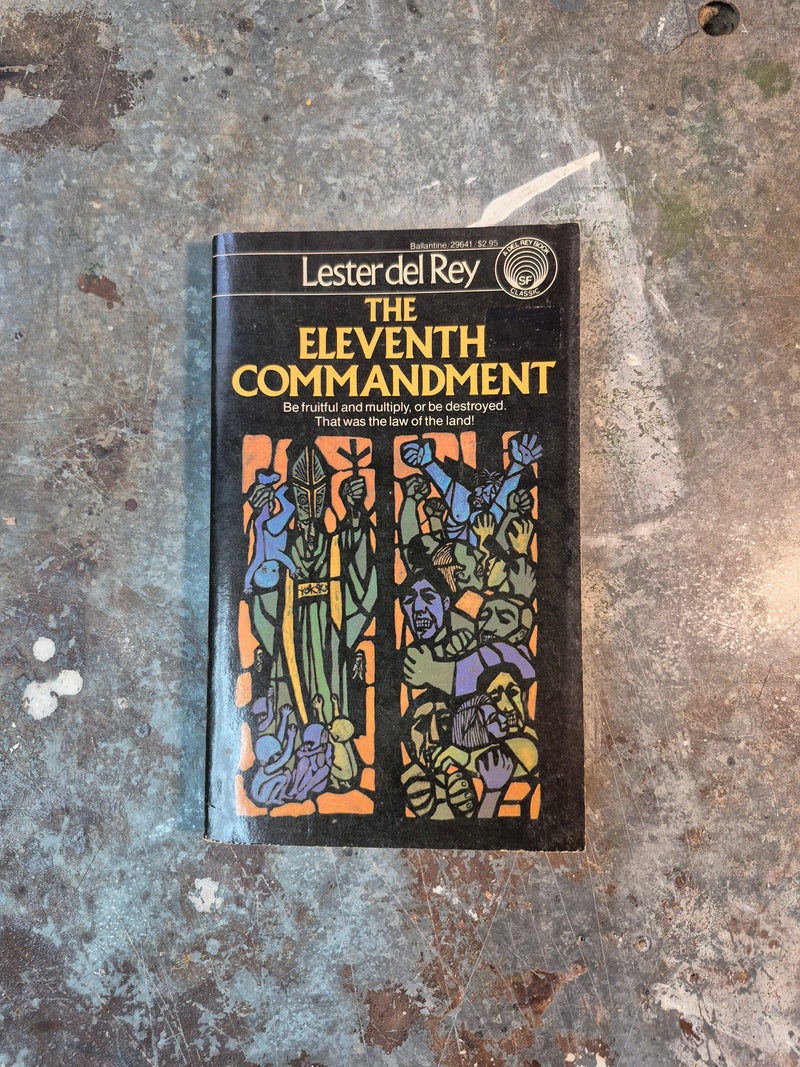 Ballantine/29641/$2.95
Lester del Rey
A DEL REY BOOK
SF
CLASSIC
THE
ELEVENTH
COMMANDMENT
Be fruitful and multiply, or be destroyed.
That was the law of the land!